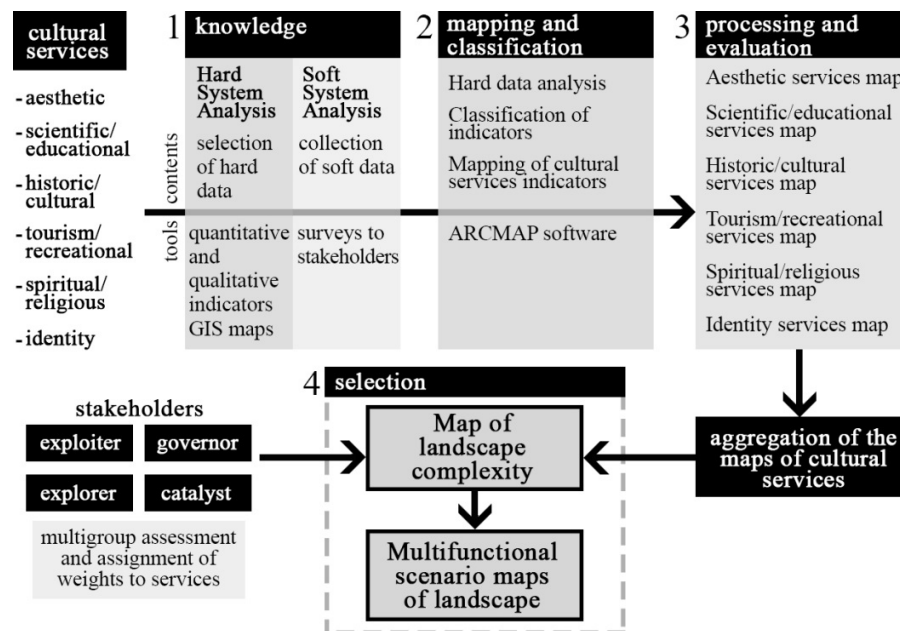 cultural
services
- aesthetic
- scientific/
educational
- historic/
cultural
- tourism/
recreational
- spiritual/
religious
- identity
1 knowledge
contents
tools
Hard
System
Analysis
selection
of hard
data
quantitative
and
qualitative
indicators
GIS maps
Soft
System
Analysis
collection
of soft data
surveys to
stakeholders
2 mapping and
classification
Hard data analysis
Classification of
indicators
Mapping of cultural
services indicators
ARCMAP software
3 processing and
evaluation
Aesthetic services map
Scientific/educational
services map
Historic/cultural
services map
Tourism/recreational
services map
Spiritual/religious
services map
Identity services map
aggregation of the
maps of cultural
services
4 selection
Map of
landscape
complexity
Multifunctional
scenario maps
of landscape
stakeholders
exploiter
governor
explorer
catalyst
multigroup assessment
and assignment of
weights to services